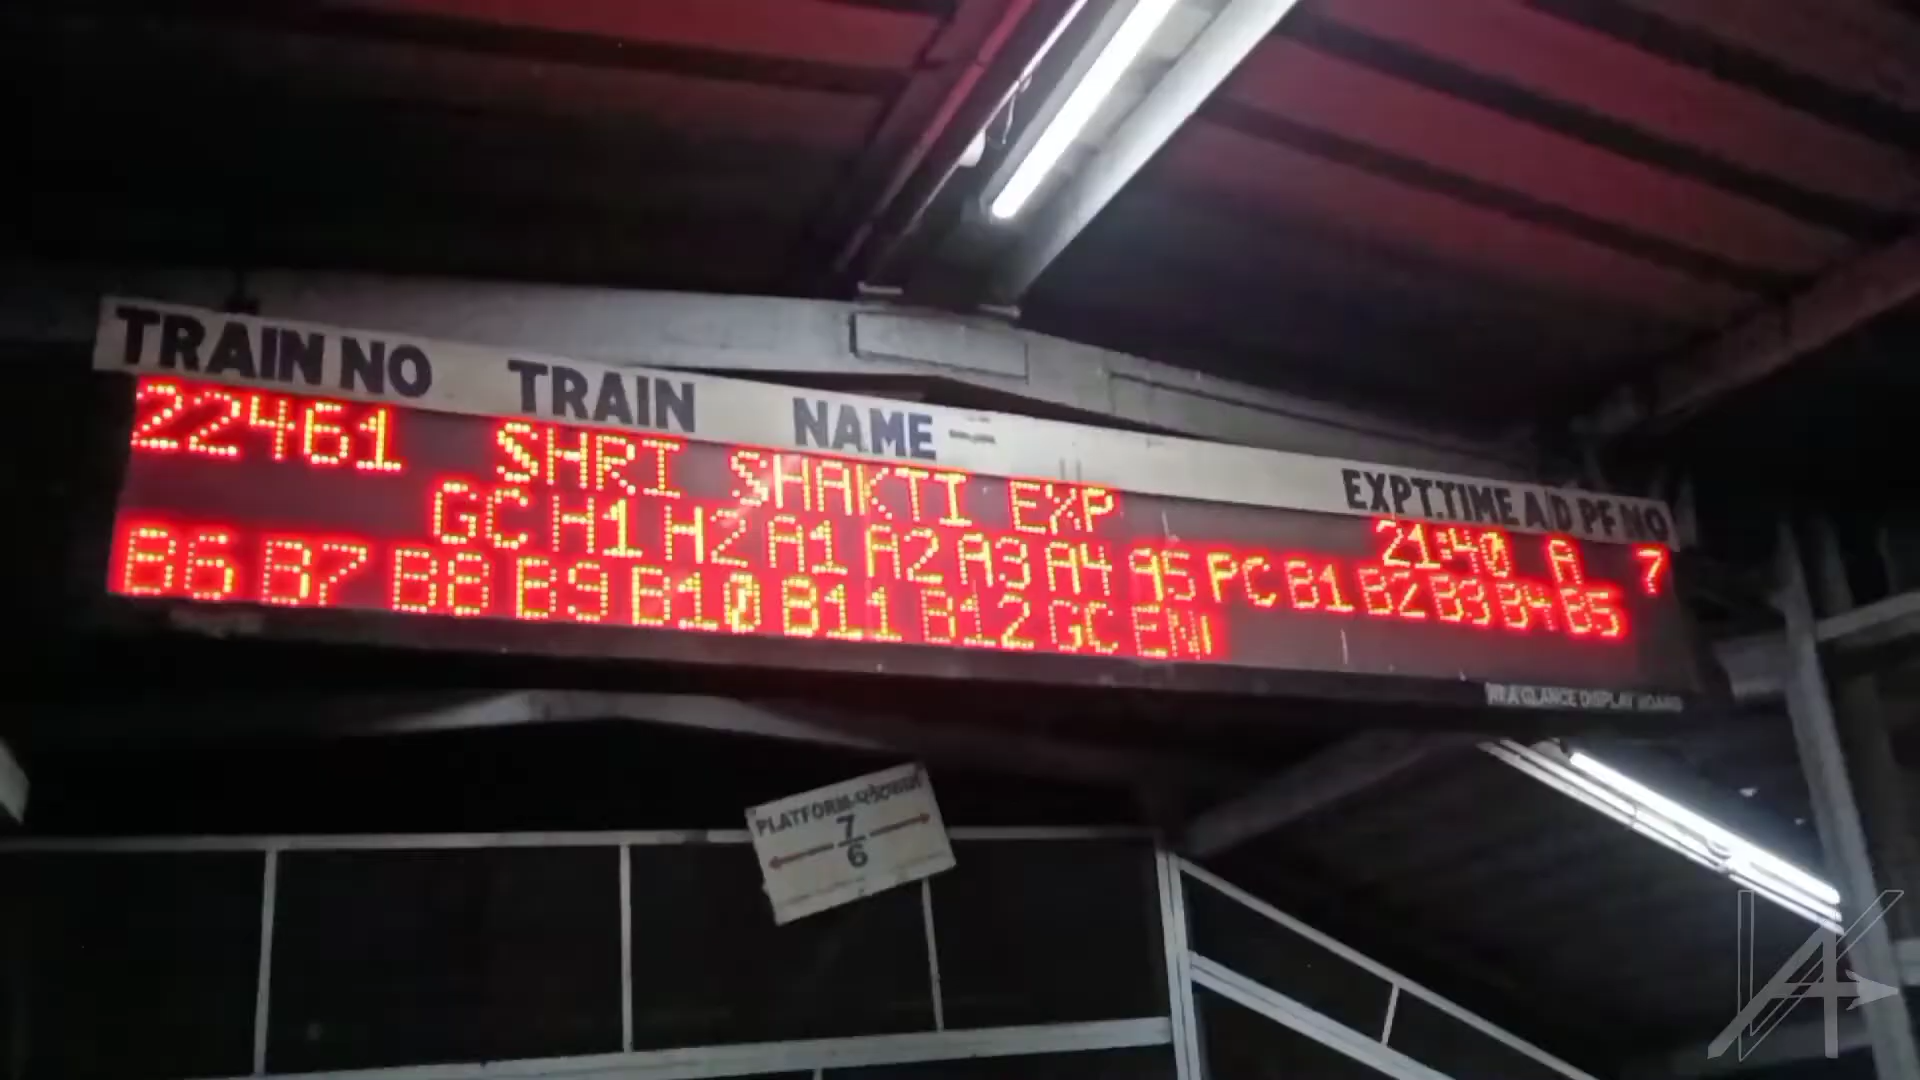 TRAIN NO TRAIN NAME EXPT.TIME A/D PF NO
22461 SHRI SHAKTI EXP 21:40 A 7
GC H1 H2 A1 A2 A3 A4 95 PC B1 B2 B3 B4 B5
B6 B7 B8 B9 B10 B11 B12 GC EN
AT A GLANCE DISPLAY BOARD
PLATFORM
7
6